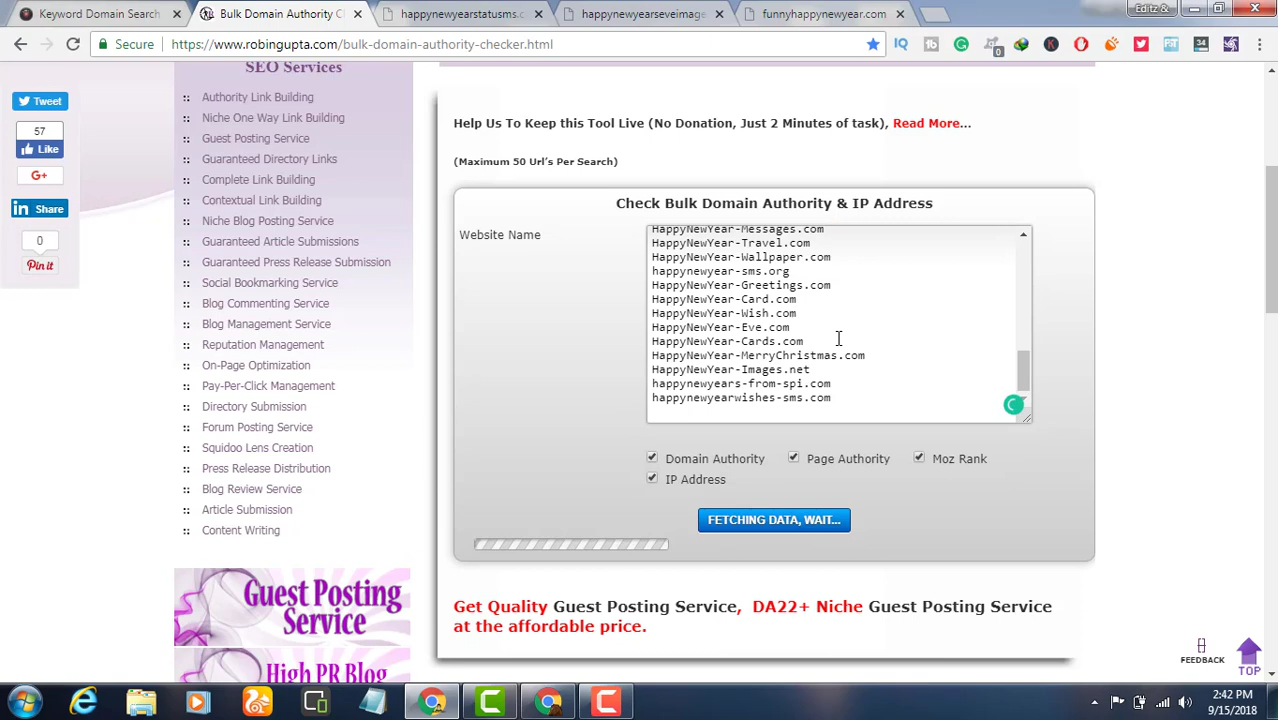 Keyword Domain Search
Bulk Domain Authority C
happynewyearstatusms.c
happynewyearseveimage
funnyhappynewyear.com
Editz &
Secure
https://www.robingupta.com/bulk-domain-authority-checker.html
IQ
0
34
Tweet
57
Like
G+
in Share
0
Pin it
SEO Services
:: Authority Link Building
:: Niche One Way Link Building
:: Guest Posting Service
:: Guaranteed Directory Links
:: Complete Link Building
:: Contextual Link Building
:: Niche Blog Posting Service
:: Guaranteed Article Submissions
:: Guaranteed Press Release Submission
:: Social Bookmarking Service
:: Blog Commenting Service
:: Blog Management Service
:: Reputation Management
:: On-Page Optimization
:: Pay-Per-Click Management
:: Directory Submission
:: Forum Posting Service
:: Squidoo Lens Creation
:: Press Release Distribution
:: Blog Review Service
:: Article Submission
:: Content Writing
Guest Posting
Service
High PR Blog
Help Us To Keep this Tool Live (No Donation, Just 2 Minutes of task), Read More...
(Maximum 50 Url's Per Search)
Check Bulk Domain Authority & IP Address
Website Name
HappyNewYear-Messages.com
HappyNewYear-Travel.com
HappyNewYear-Wallpaper.com
happynewyear-sms.org
HappyNewYear-Greetings.com
HappyNewYear-Card.com
HappyNewYear-Wish.com
HappyNewYear-Eve.com
HappyNewYear-Cards.com
HappyNewYear-MerryChristmas.com
HappyNewYear-Images.net
happynewyears-from-spi.com
happynewyearwishes-sms.com
Domain Authority
Page Authority
Moz Rank
IP Address
FETCHING DATA, WAIT...
Get Quality Guest Posting Service, DA22+ Niche Guest Posting Service
at the affordable price.
FEEDBACK
TOP
2:42 PM
9/15/2018